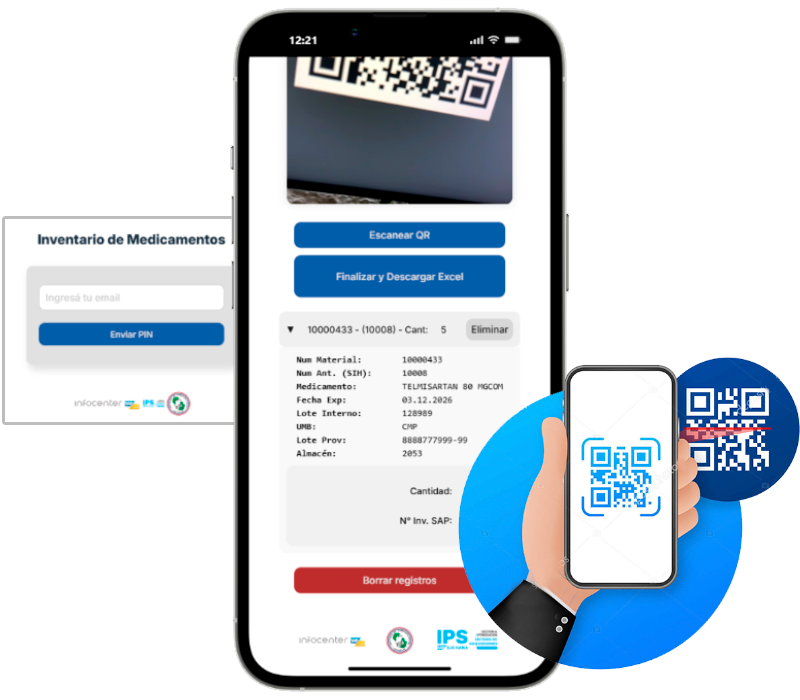 12:21
Inventario de Medicamentos
Ingresá tu email
Enviar PIN
infocenter
IPS
Escanear QR
Finalizar y Descargar Excel
▼ 10000433 - (10008) - Cant: 5 Eliminar
Num Material: 10000433
Num Ant. (SIH): 10008
Medicamento: TELMISARTAN 80 MGCOM
Fecha Exp: 03.12.2026
Lote Interno: 128989
UMB: CMP
Lote Prov: 8888777999-99
Almacén: 2053
Cantidad:
N° Inv. SAP:
Borrar registros
infocenter
IPS